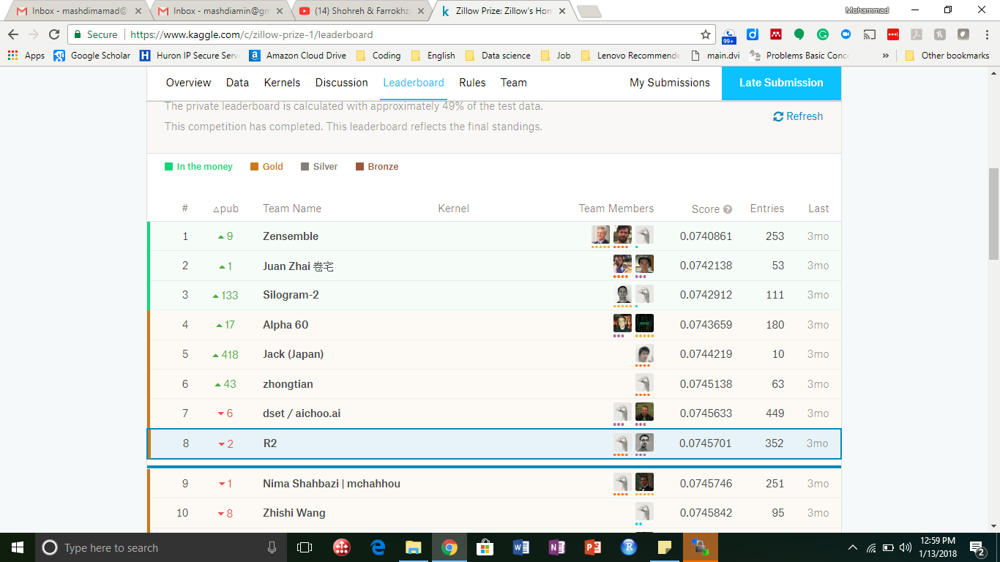 Inbox - mashdimamad@ Inbox - mashdiamin@gm (14) Shohreh & Farrokhza Zillow Prize: Zillow's Hom Mohammad
Secure https://www.kaggle.com/c/zillow-prize-1/leaderboard 99+
Apps Google Scholar Huron IP Secure Serv Amazon Cloud Drive Coding English Data science Job Lenovo Recommende main.dvi Problems Basic Conce » Other bookmarks
Overview Data Kernels Discussion Leaderboard Rules Team My Submissions Late Submission
The private leaderboard is calculated with approximately 49% of the test data.
Refresh
This competition has completed. This leaderboard reflects the final standings.
In the money Gold Silver Bronze
# △pub Team Name Kernel Team Members Score Entries Last
1 9 Zensemble 0.0740861 253 3mo
2 1 Juan Zhai 卷宅 0.0742138 53 3mo
3 133 Silogram-2 0.0742912 111 3mo
4 17 Alpha 60 0.0743659 180 3mo
5 418 Jack (Japan) 0.0744219 10 3mo
6 43 zhongtian 0.0745138 63 3mo
7 6 dset / aichoo.ai 0.0745633 449 3mo
8 2 R2 0.0745701 352 3mo
9 1 Nima Shahbazi | mchahhou 0.0745746 251 3mo
10 8 Zhishi Wang 0.0745842 95 3mo
Type here to search 12:59 PM
1/13/2018 2